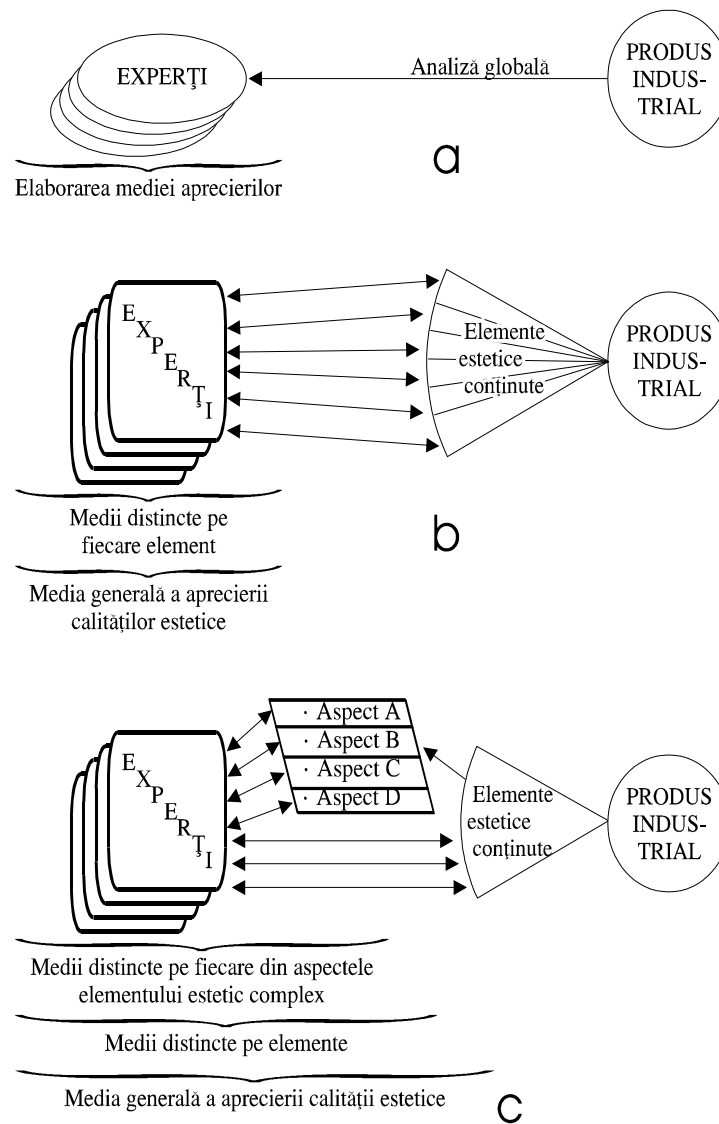 EXPERŢI
Analiză globală
PRODUS
INDUS-
TRIAL
a
Elaborarea mediei aprecierilor
EXPERŢI
Elemente
estetice
conţinute
PRODUS
INDUS-
TRIAL
Medii distincte pe
fiecare element
b
Media generală a aprecierii
calităţilor estetice
EXPERŢI
· Aspect A
· Aspect B
· Aspect C
· Aspect D
Elemente
estetice
conţinute
PRODUS
INDUS-
TRIAL
Medii distincte pe fiecare din aspectele
elementului estetic complex
Medii distincte pe elemente
Media generală a aprecierii calităţii estetice
c